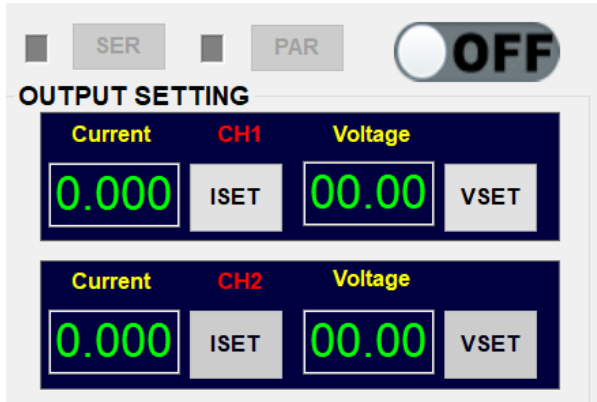 SER PAR OFF
OUTPUT SETTING
Current CH1 Voltage
0.000 ISET 00.00 VSET
Current CH2 Voltage
0.000 ISET 00.00 VSET